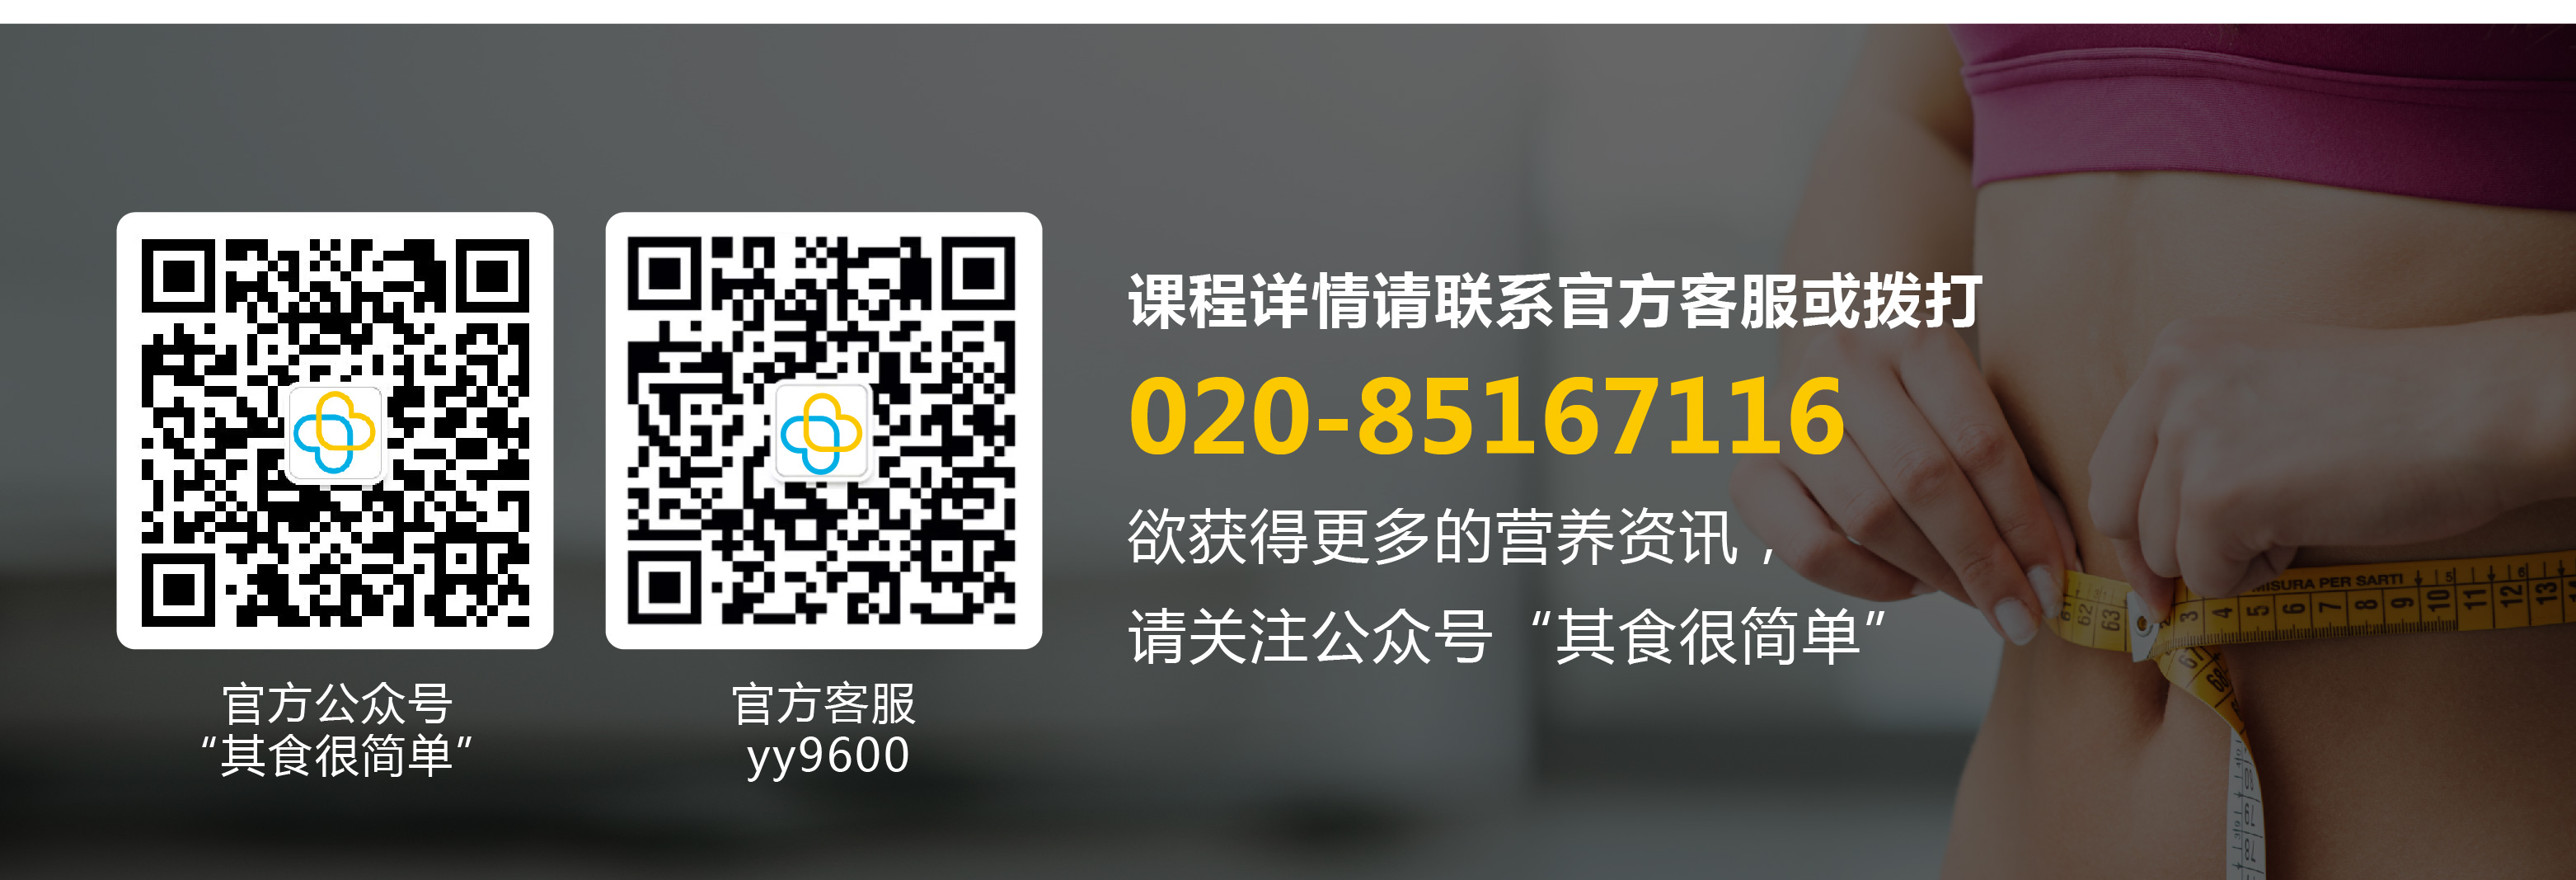 官方公众号
“其食很简单”
官方客服
yy9600
课程详情请联系官方客服或拨打
020-85167116
欲获得更多的营养资讯，
请关注公众号“其食很简单”
MISURA PER SARTI
62 63
3 4 5 6 7 8 9 10 11 12 13